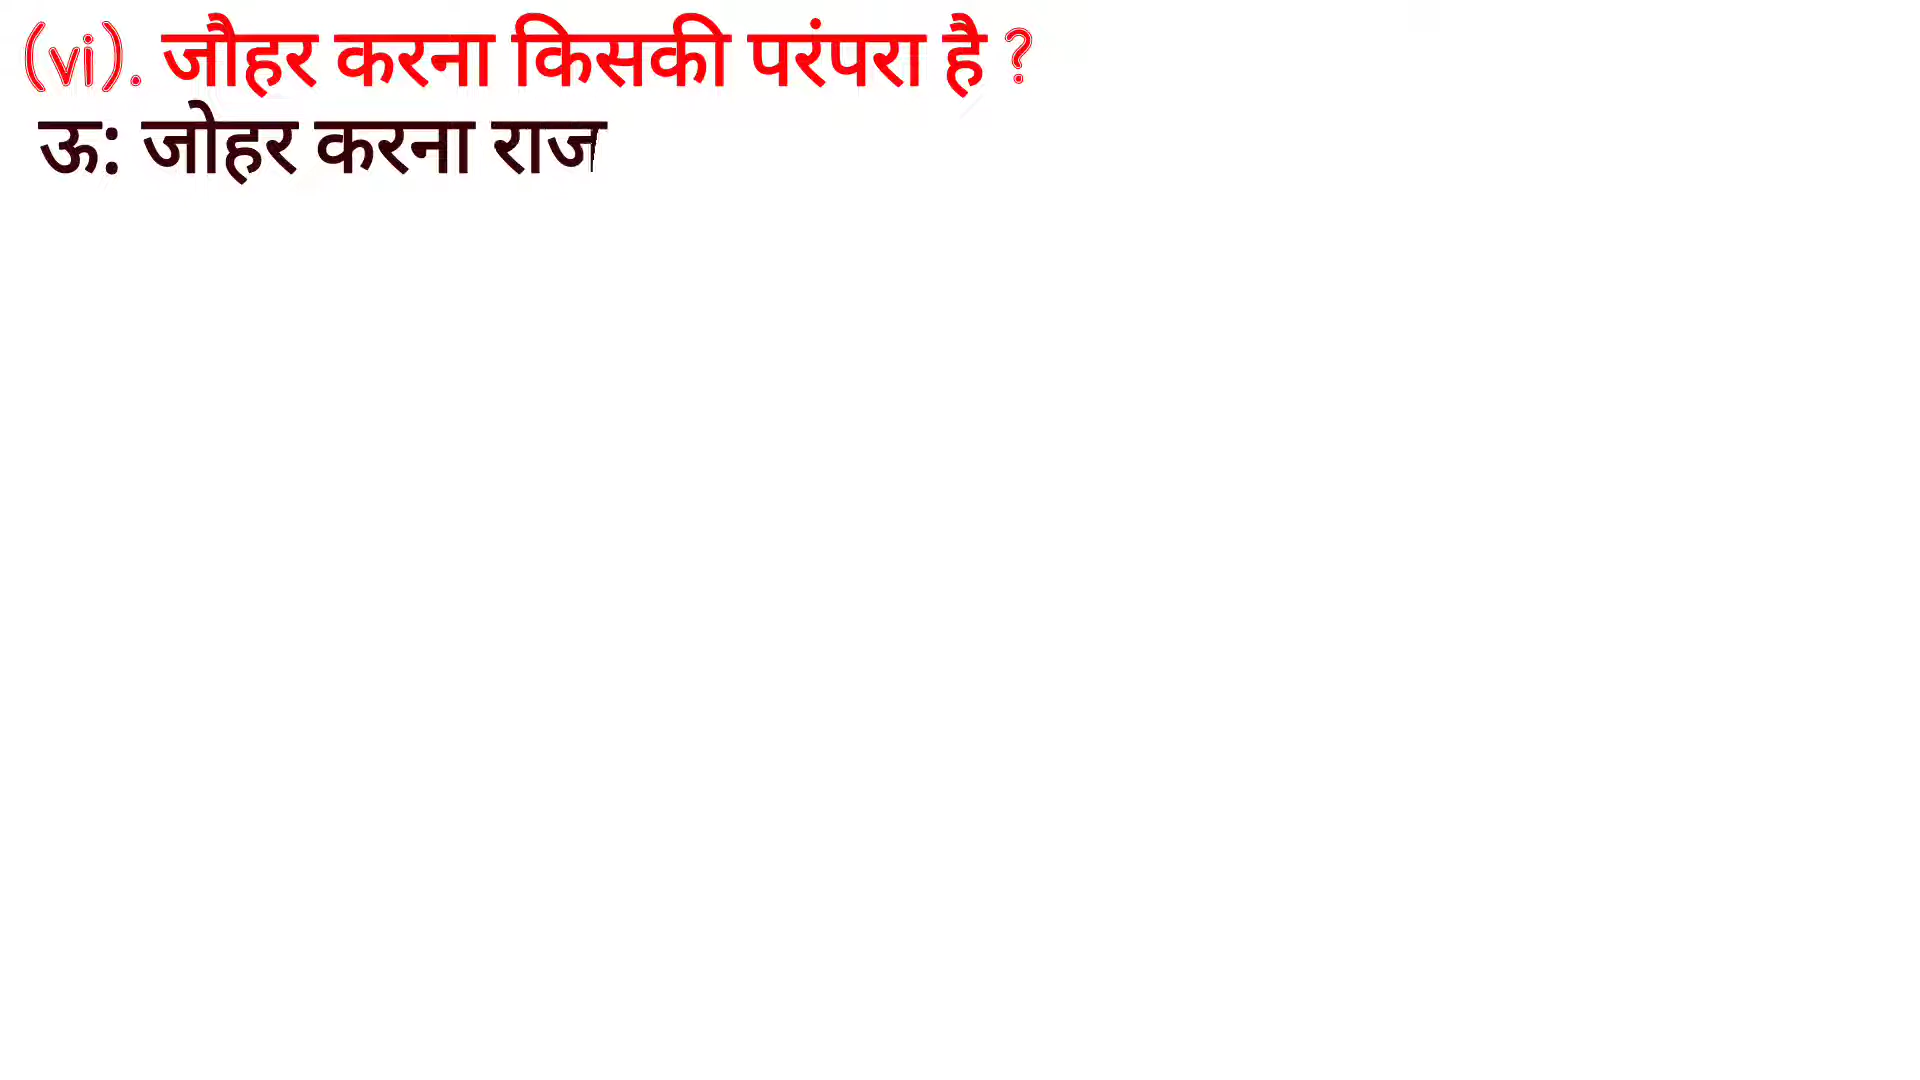 (vi). जौहर करना किसकी परंपरा है ?
ऊ: जोहर करना राज